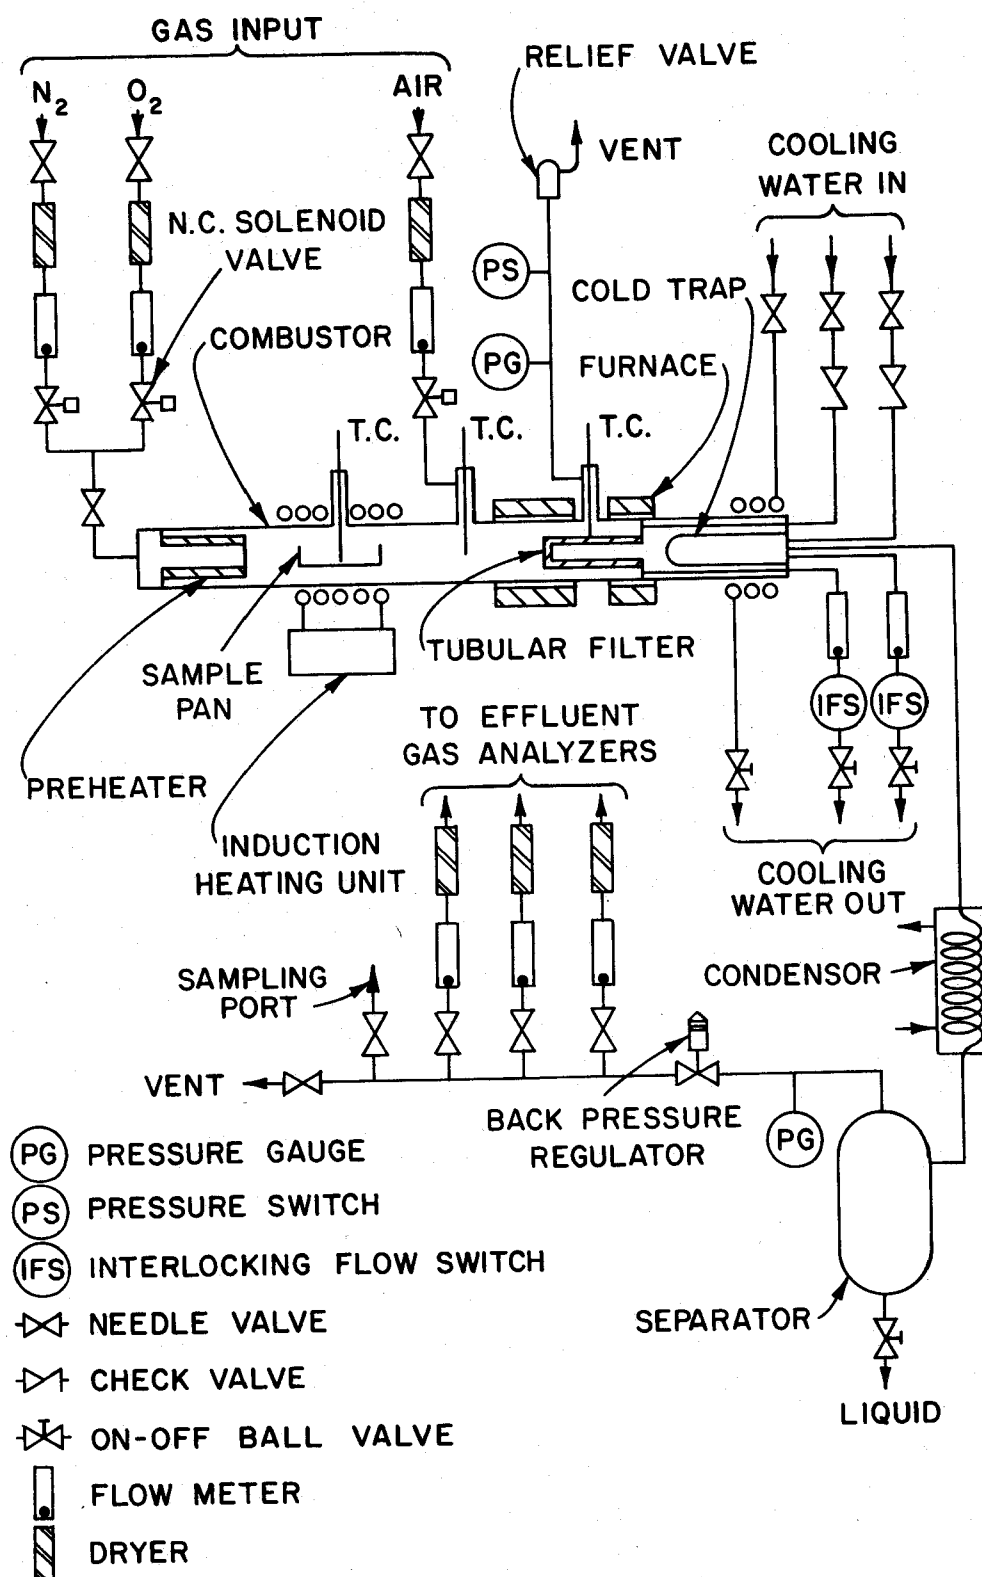 GAS INPUT
N2
O2
AIR
RELIEF VALVE
VENT
COOLING
WATER IN
N.C. SOLENOID
VALVE
PS
COLD TRAP
COMBUSTOR
PG
FURNACE
T.C.
T.C.
T.C.
SAMPLE
PAN
TUBULAR FILTER
IFS
IFS
TO EFFLUENT
GAS ANALYZERS
PREHEATER
INDUCTION
HEATING UNIT
COOLING
WATER OUT
SAMPLING
PORT
CONDENSOR
VENT
BACK PRESSURE
REGULATOR
PG
PG PRESSURE GAUGE
PS PRESSURE SWITCH
IFS INTERLOCKING FLOW SWITCH
SEPARATOR
NEEDLE VALVE
CHECK VALVE
LIQUID
ON-OFF BALL VALVE
FLOW METER
DRYER